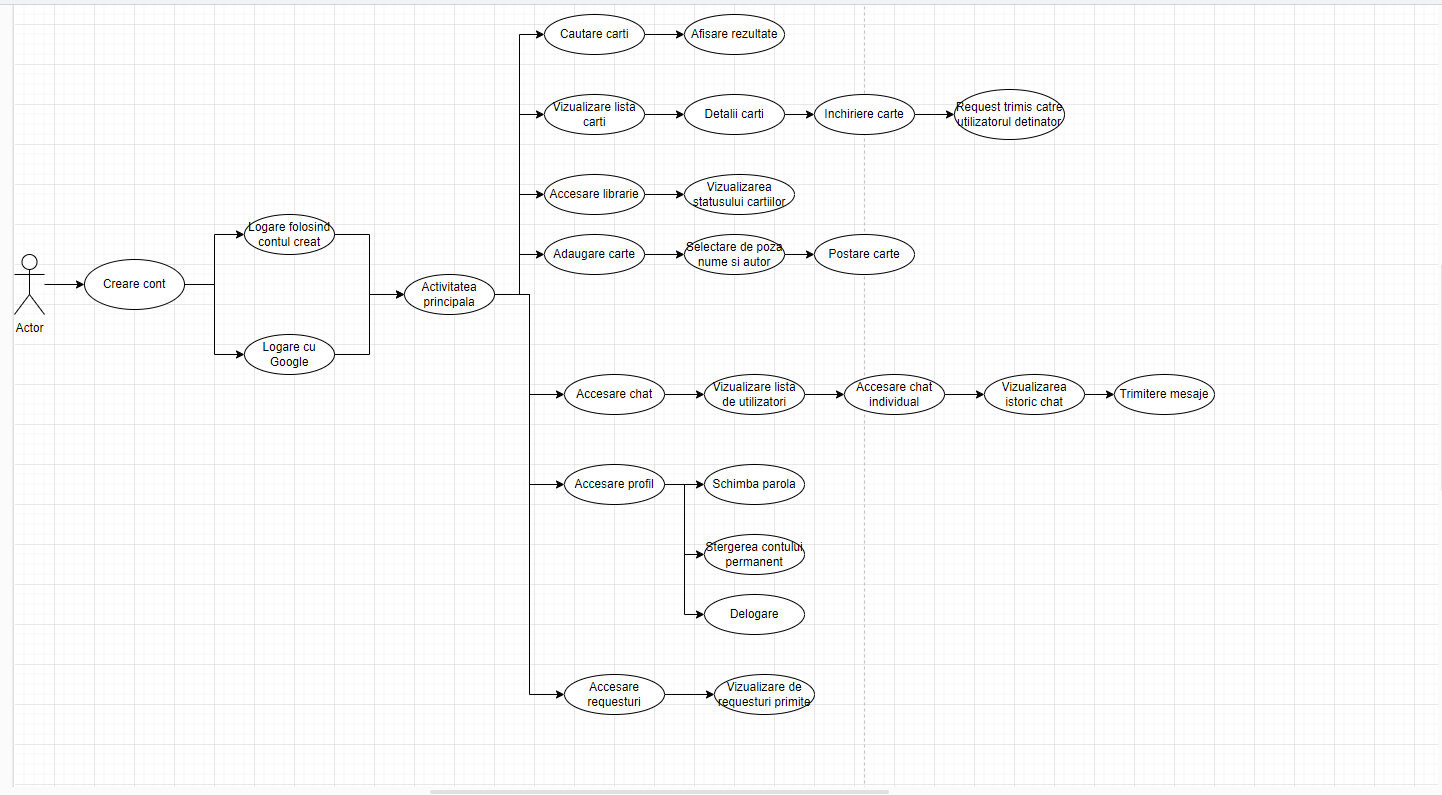 Cautare carti
Afisare rezultate
Vizualizare lista
carti
Detalii carti
Inchiriere carte
Request trimis catre
utilizatorul detinator
Accesare librarie
Vizualizarea
statusului cartiilor
Logare folosind
contul creat
Adaugare carte
Selectare de poza
nume si autor
Postare carte
Creare cont
Activitatea
principala
Actor
Logare cu
Google
Accesare chat
Vizualizare lista
de utilizatori
Accesare chat
individual
Vizualizarea
istoric chat
Trimitere mesaje
Accesare profil
Schimba parola
Stergerea contului
permanent
Delogare
Accesare
requesturi
Vizualizare de
requesturi primite